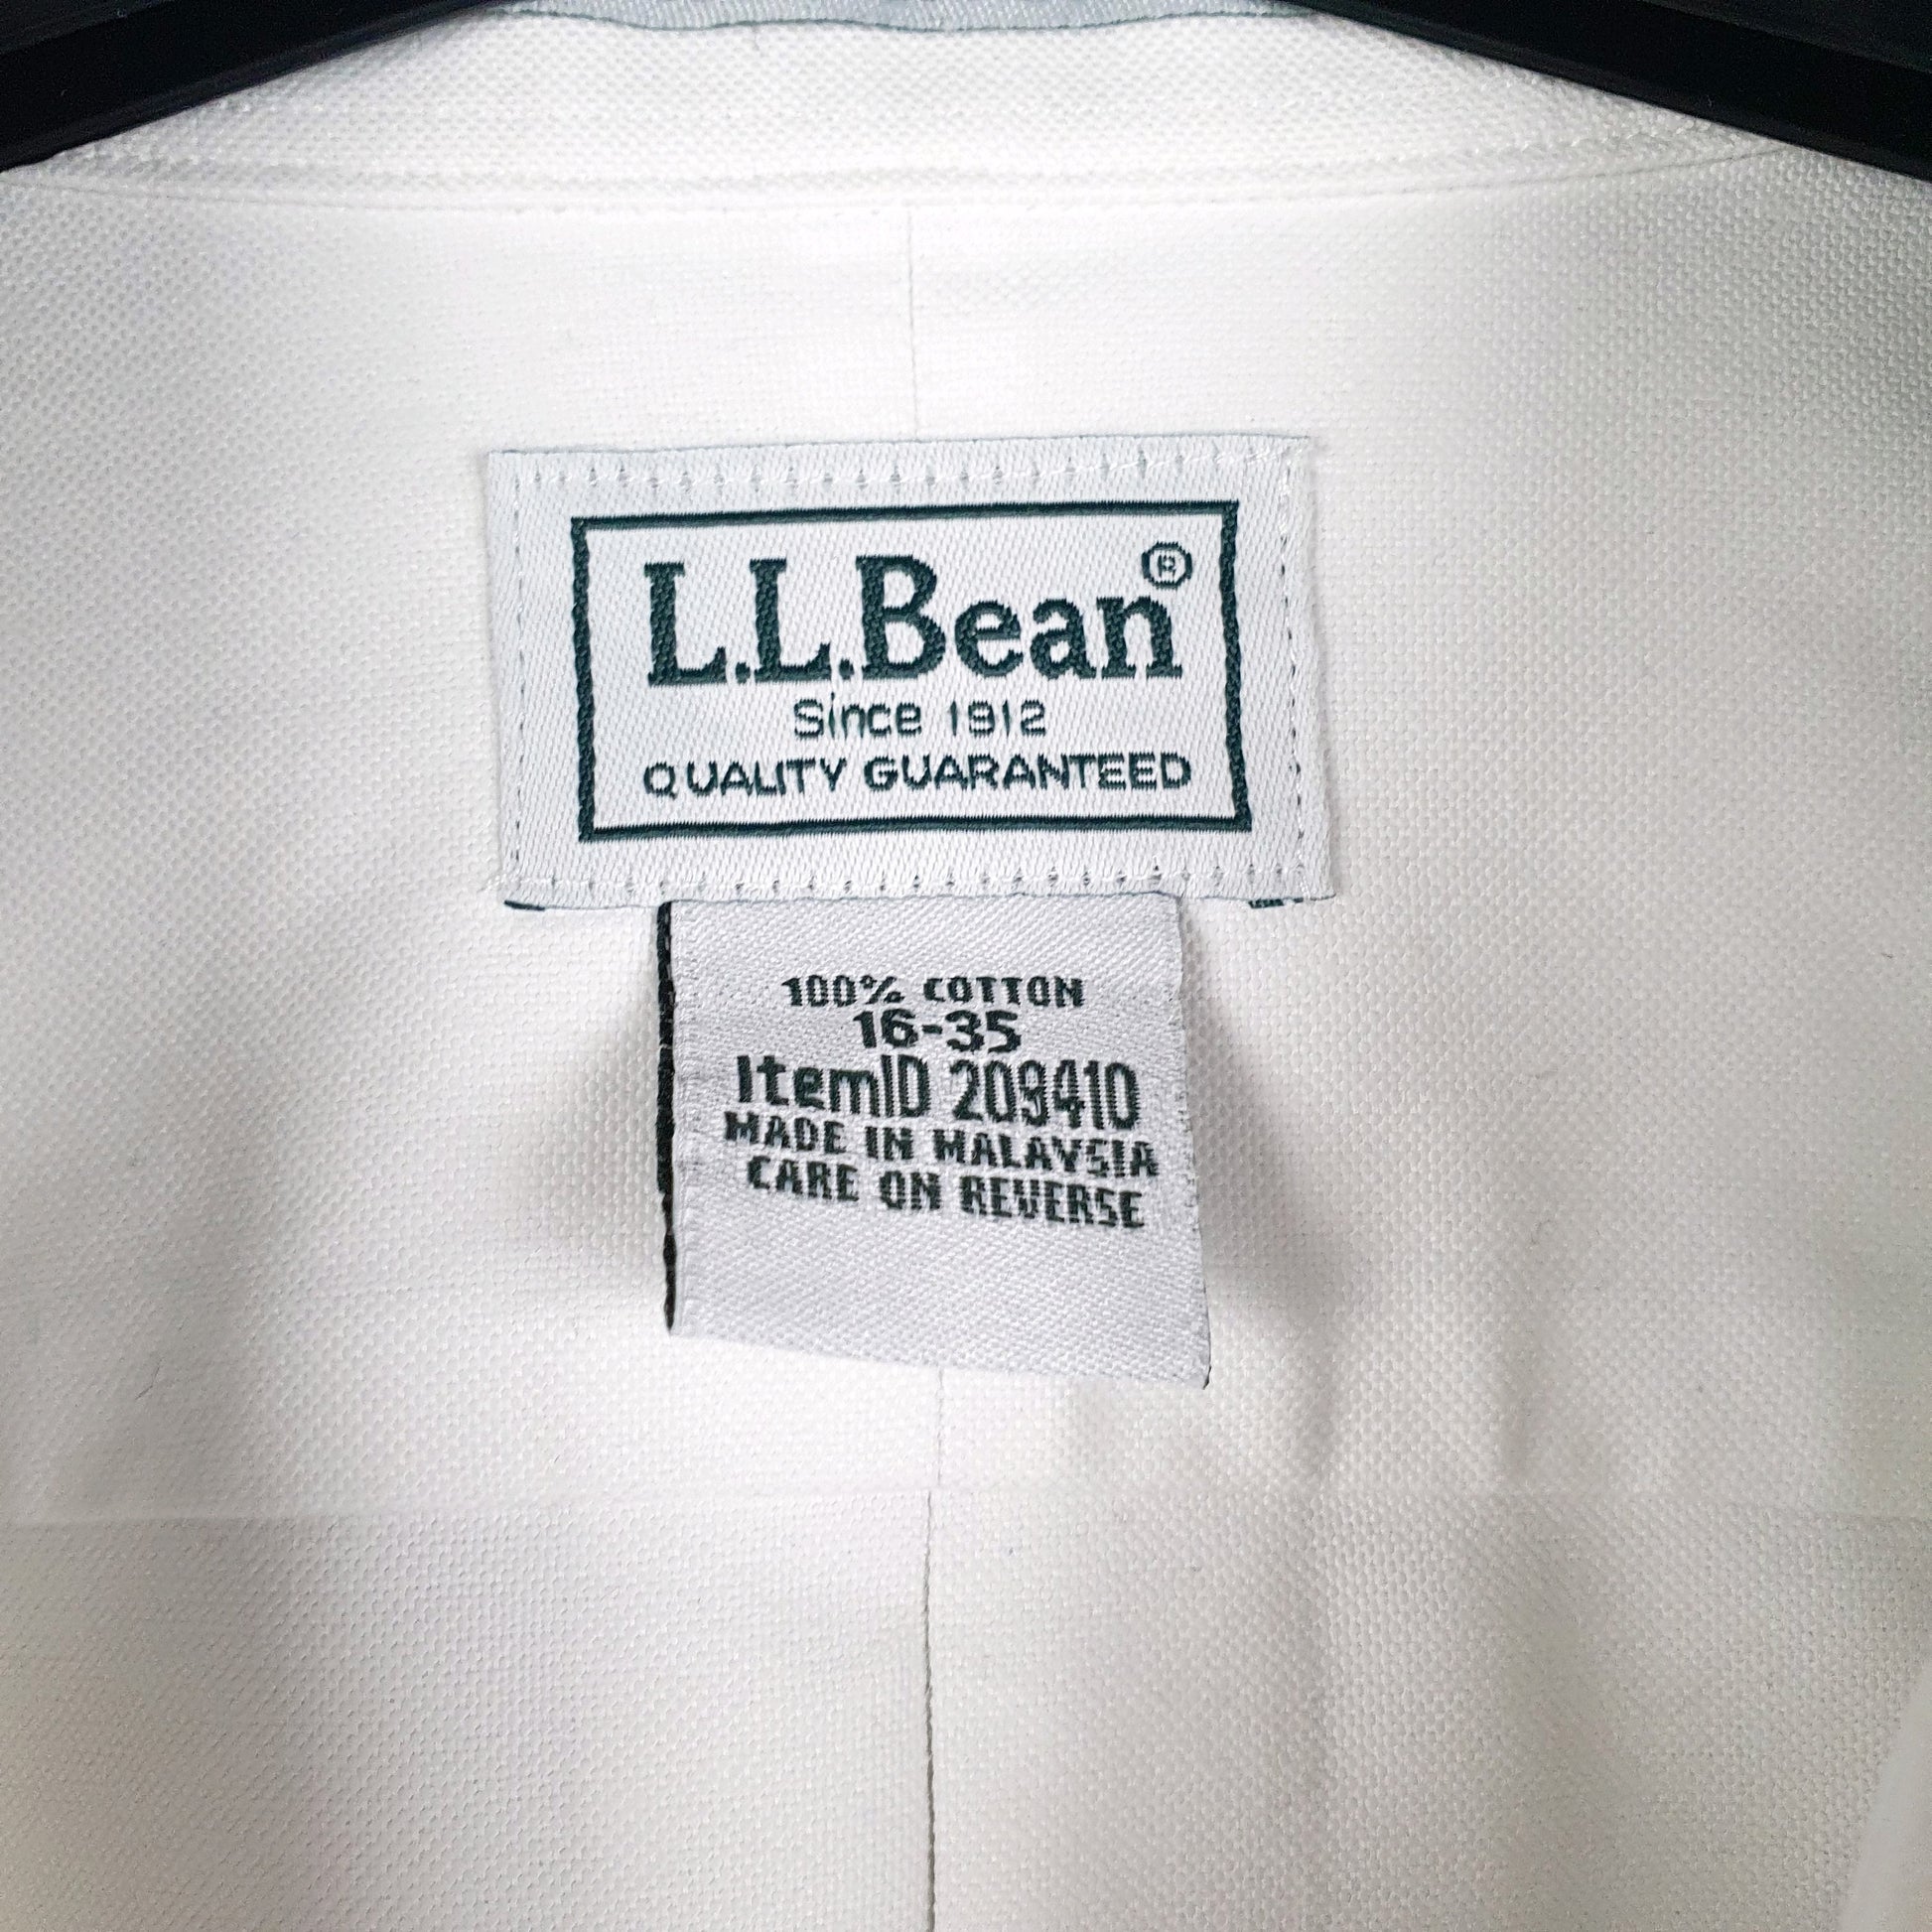 L.L.Bean®
Since 1912
QUALITY GUARANTEED
100% COTTON
16-35
ItemID 209410
MADE IN MALAYSIA
CARE ON REVERSE